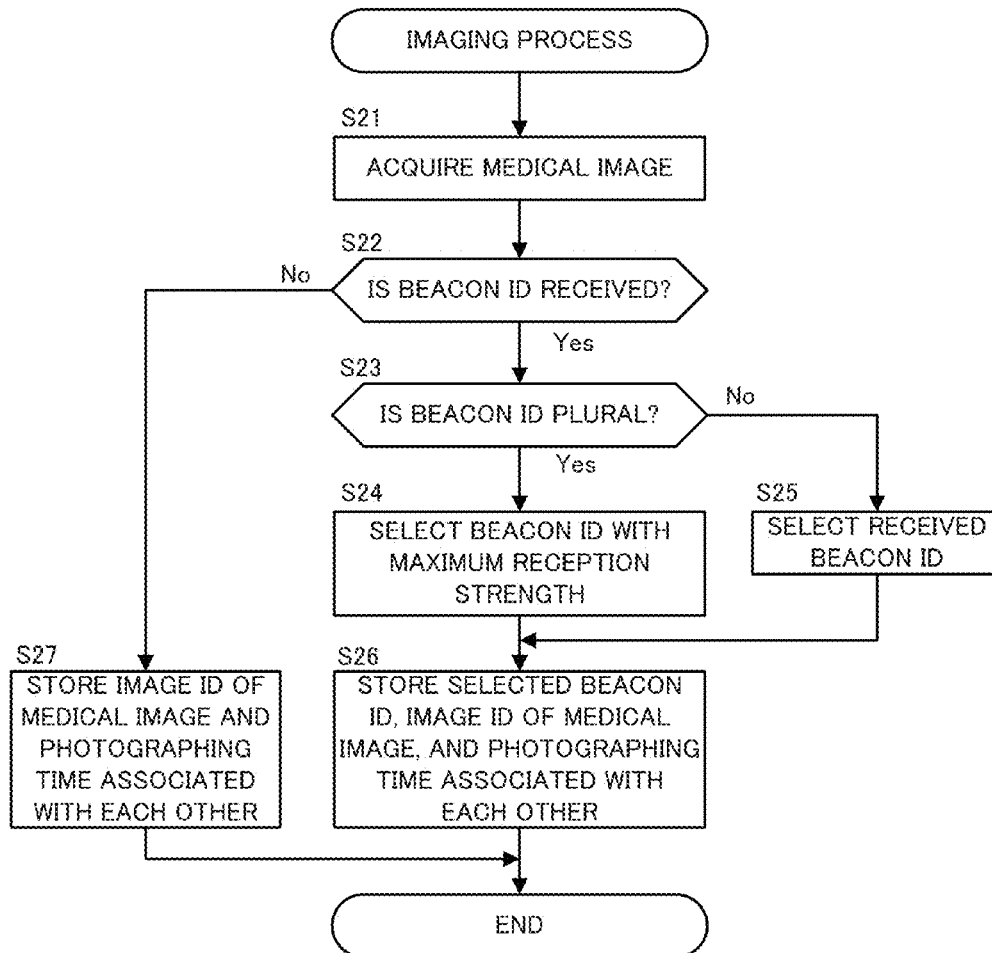 IMAGING PROCESS
S21
ACQUIRE MEDICAL IMAGE
S22
No
IS BEACON ID RECEIVED?
Yes
S23
IS BEACON ID PLURAL?
No
Yes
S24
SELECT BEACON ID WITH
MAXIMUM RECEPTION
STRENGTH
S25
SELECT RECEIVED
BEACON ID
S27
STORE IMAGE ID OF
MEDICAL IMAGE AND
PHOTOGRAPHING
TIME ASSOCIATED
WITH EACH OTHER
S26
STORE SELECTED BEACON
ID, IMAGE ID OF MEDICAL
IMAGE, AND PHOTOGRAPHING
TIME ASSOCIATED WITH
EACH OTHER
END